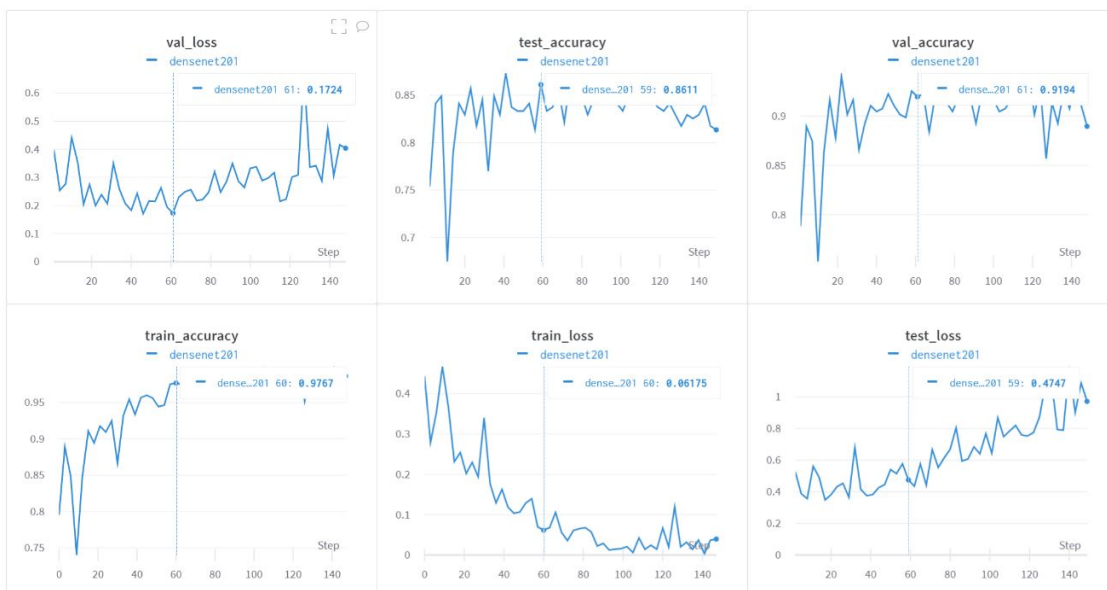 val_loss
densenet201
densenet201 61: 0.1724
0.6
0.5
0.4
0.3
0.2
0.1
0
Step
20 40 60 80 100 120 140
test_accuracy
densenet201
dense...201 59: 0.8611
0.85
0.8
0.75
0.7
Step
20 40 60 80 100 120 140
val_accuracy
densenet201
densenet201 61: 0.9194
0.9
0.85
0.8
Step
20 40 60 80 100 120 140
train_accuracy
densenet201
dense...201 60: 0.9767
0.95
0.9
0.85
0.8
0.75
Step
0 20 40 60 80 100 120 140
train_loss
densenet201
dense...201 60: 0.06175
0.4
0.3
0.2
0.1
0
Step
0 20 40 60 80 100 120 140
test_loss
densenet201
dense...201 59: 0.4747
1
0.8
0.6
0.4
0.2
0
Step
20 40 60 80 100 120 140